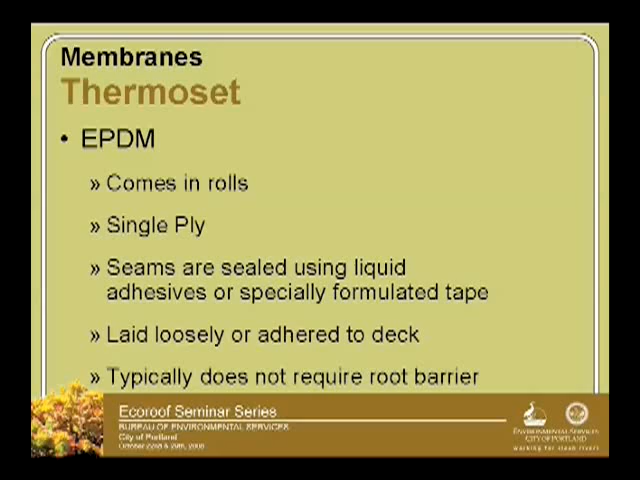 Membranes
Thermoset
• EPDM
» Comes in rolls
» Single Ply
» Seams are sealed using liquid
adhesives or specially formulated tape
» Laid loosely or adhered to deck
» Typically does not require root barrier
Ecoroof Seminar Series
BUREAU OF ENVIRONMENTAL SERVICES
City of Portland
ENVIRONMENTAL SERVICES
CITY OF PORTLAND
working for clean rivers